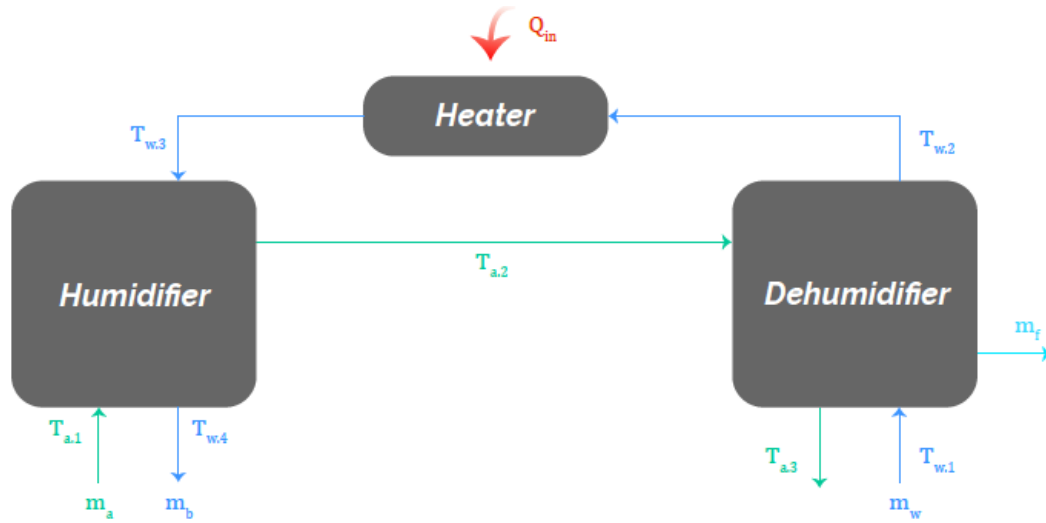 Q_in
Heater
T_w.3
T_w.2
T_a.2
Humidifier
Dehumidifier
m_f
T_a.1
T_w.4
T_a.3
T_w.1
m_a
m_b
m_w